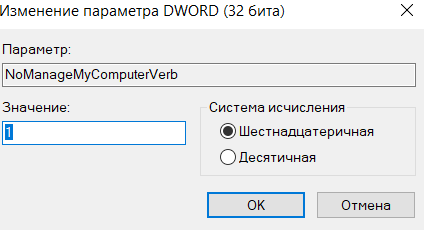 Изменение параметра DWORD (32 бита)
Параметр:
NoManageMyComputerVerb
Значение:
1
Система исчисления
Шестнадцатеричная
Десятичная
OK
Отмена